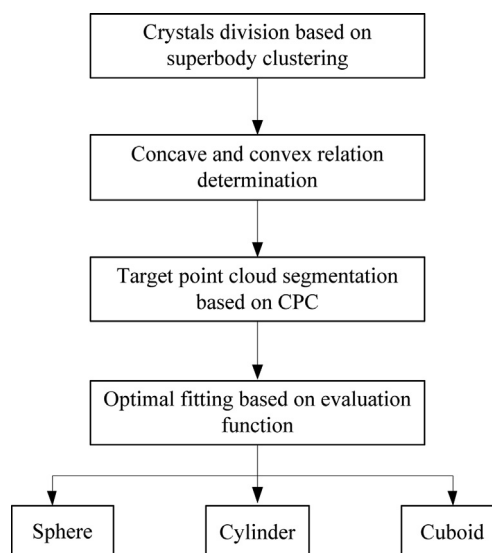 Crystals division based on
superbody clustering
Concave and convex relation
determination
Target point cloud segmentation
based on CPC
Optimal fitting based on evaluation
function
Sphere
Cylinder
Cuboid